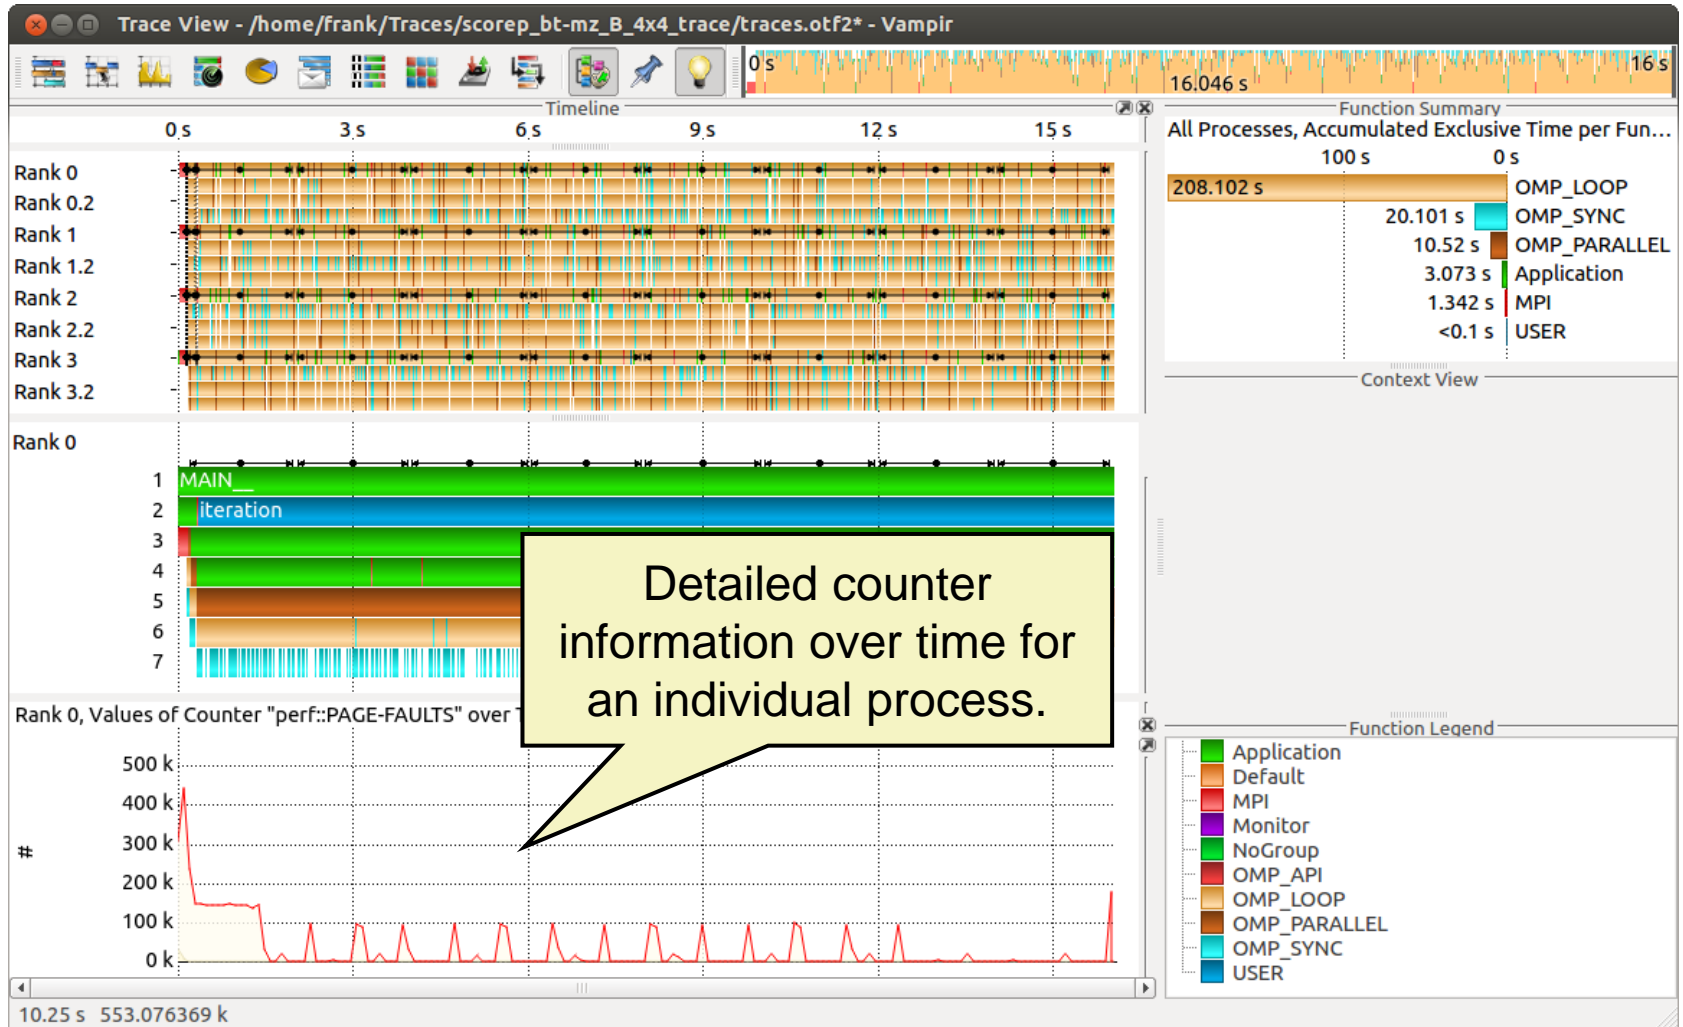 Trace View - /home/frank/Traces/scorep_bt-mz_B_4x4_trace/traces.otf2* - Vampir
0 s
16 s
16.046 s
Timeline
0 s 3 s 6 s 9 s 12 s 15 s
Rank 0
Rank 0.2
Rank 1
Rank 1.2
Rank 2
Rank 2.2
Rank 3
Rank 3.2
Rank 0
1 MAIN__
2 iteration
3
4
5
6
7
Detailed counter
information over time for
an individual process.
Rank 0, Values of Counter "perf::PAGE-FAULTS" over
500 k
400 k
300 k
200 k
100 k
0 k
#
10.25 s 553.076369 k
Function Summary
All Processes, Accumulated Exclusive Time per Fun...
100 s 0 s
208.102 s OMP_LOOP
20.101 s OMP_SYNC
10.52 s OMP_PARALLEL
3.073 s Application
1.342 s MPI
<0.1 s USER
Context View
Function Legend
Application
Default
MPI
Monitor
NoGroup
OMP_API
OMP_LOOP
OMP_PARALLEL
OMP_SYNC
USER